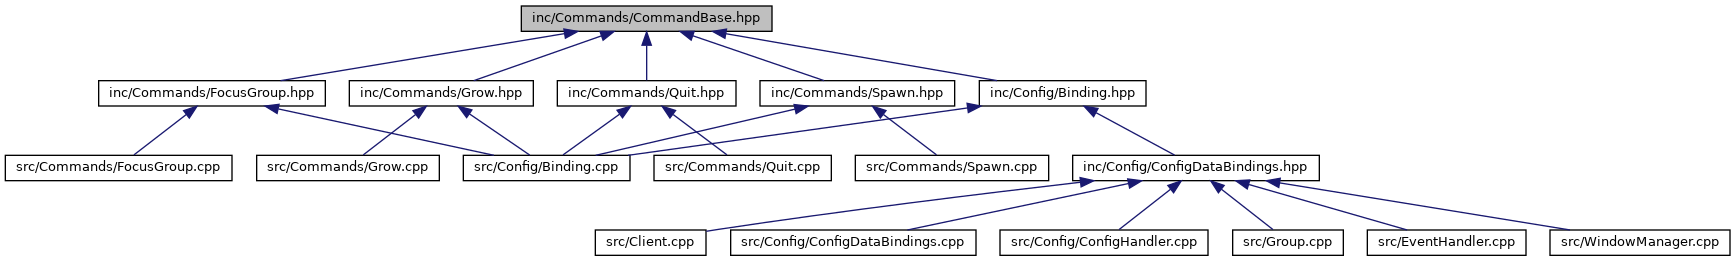 inc/Commands/CommandBase.hpp
inc/Commands/FocusGroup.hpp
inc/Commands/Grow.hpp
inc/Commands/Quit.hpp
inc/Commands/Spawn.hpp
inc/Config/Binding.hpp
src/Commands/FocusGroup.cpp
src/Commands/Grow.cpp
src/Config/Binding.cpp
src/Commands/Quit.cpp
src/Commands/Spawn.cpp
inc/Config/ConfigDataBindings.hpp
src/Client.cpp
src/Config/ConfigDataBindings.cpp
src/Config/ConfigHandler.cpp
src/Group.cpp
src/EventHandler.cpp
src/WindowManager.cpp